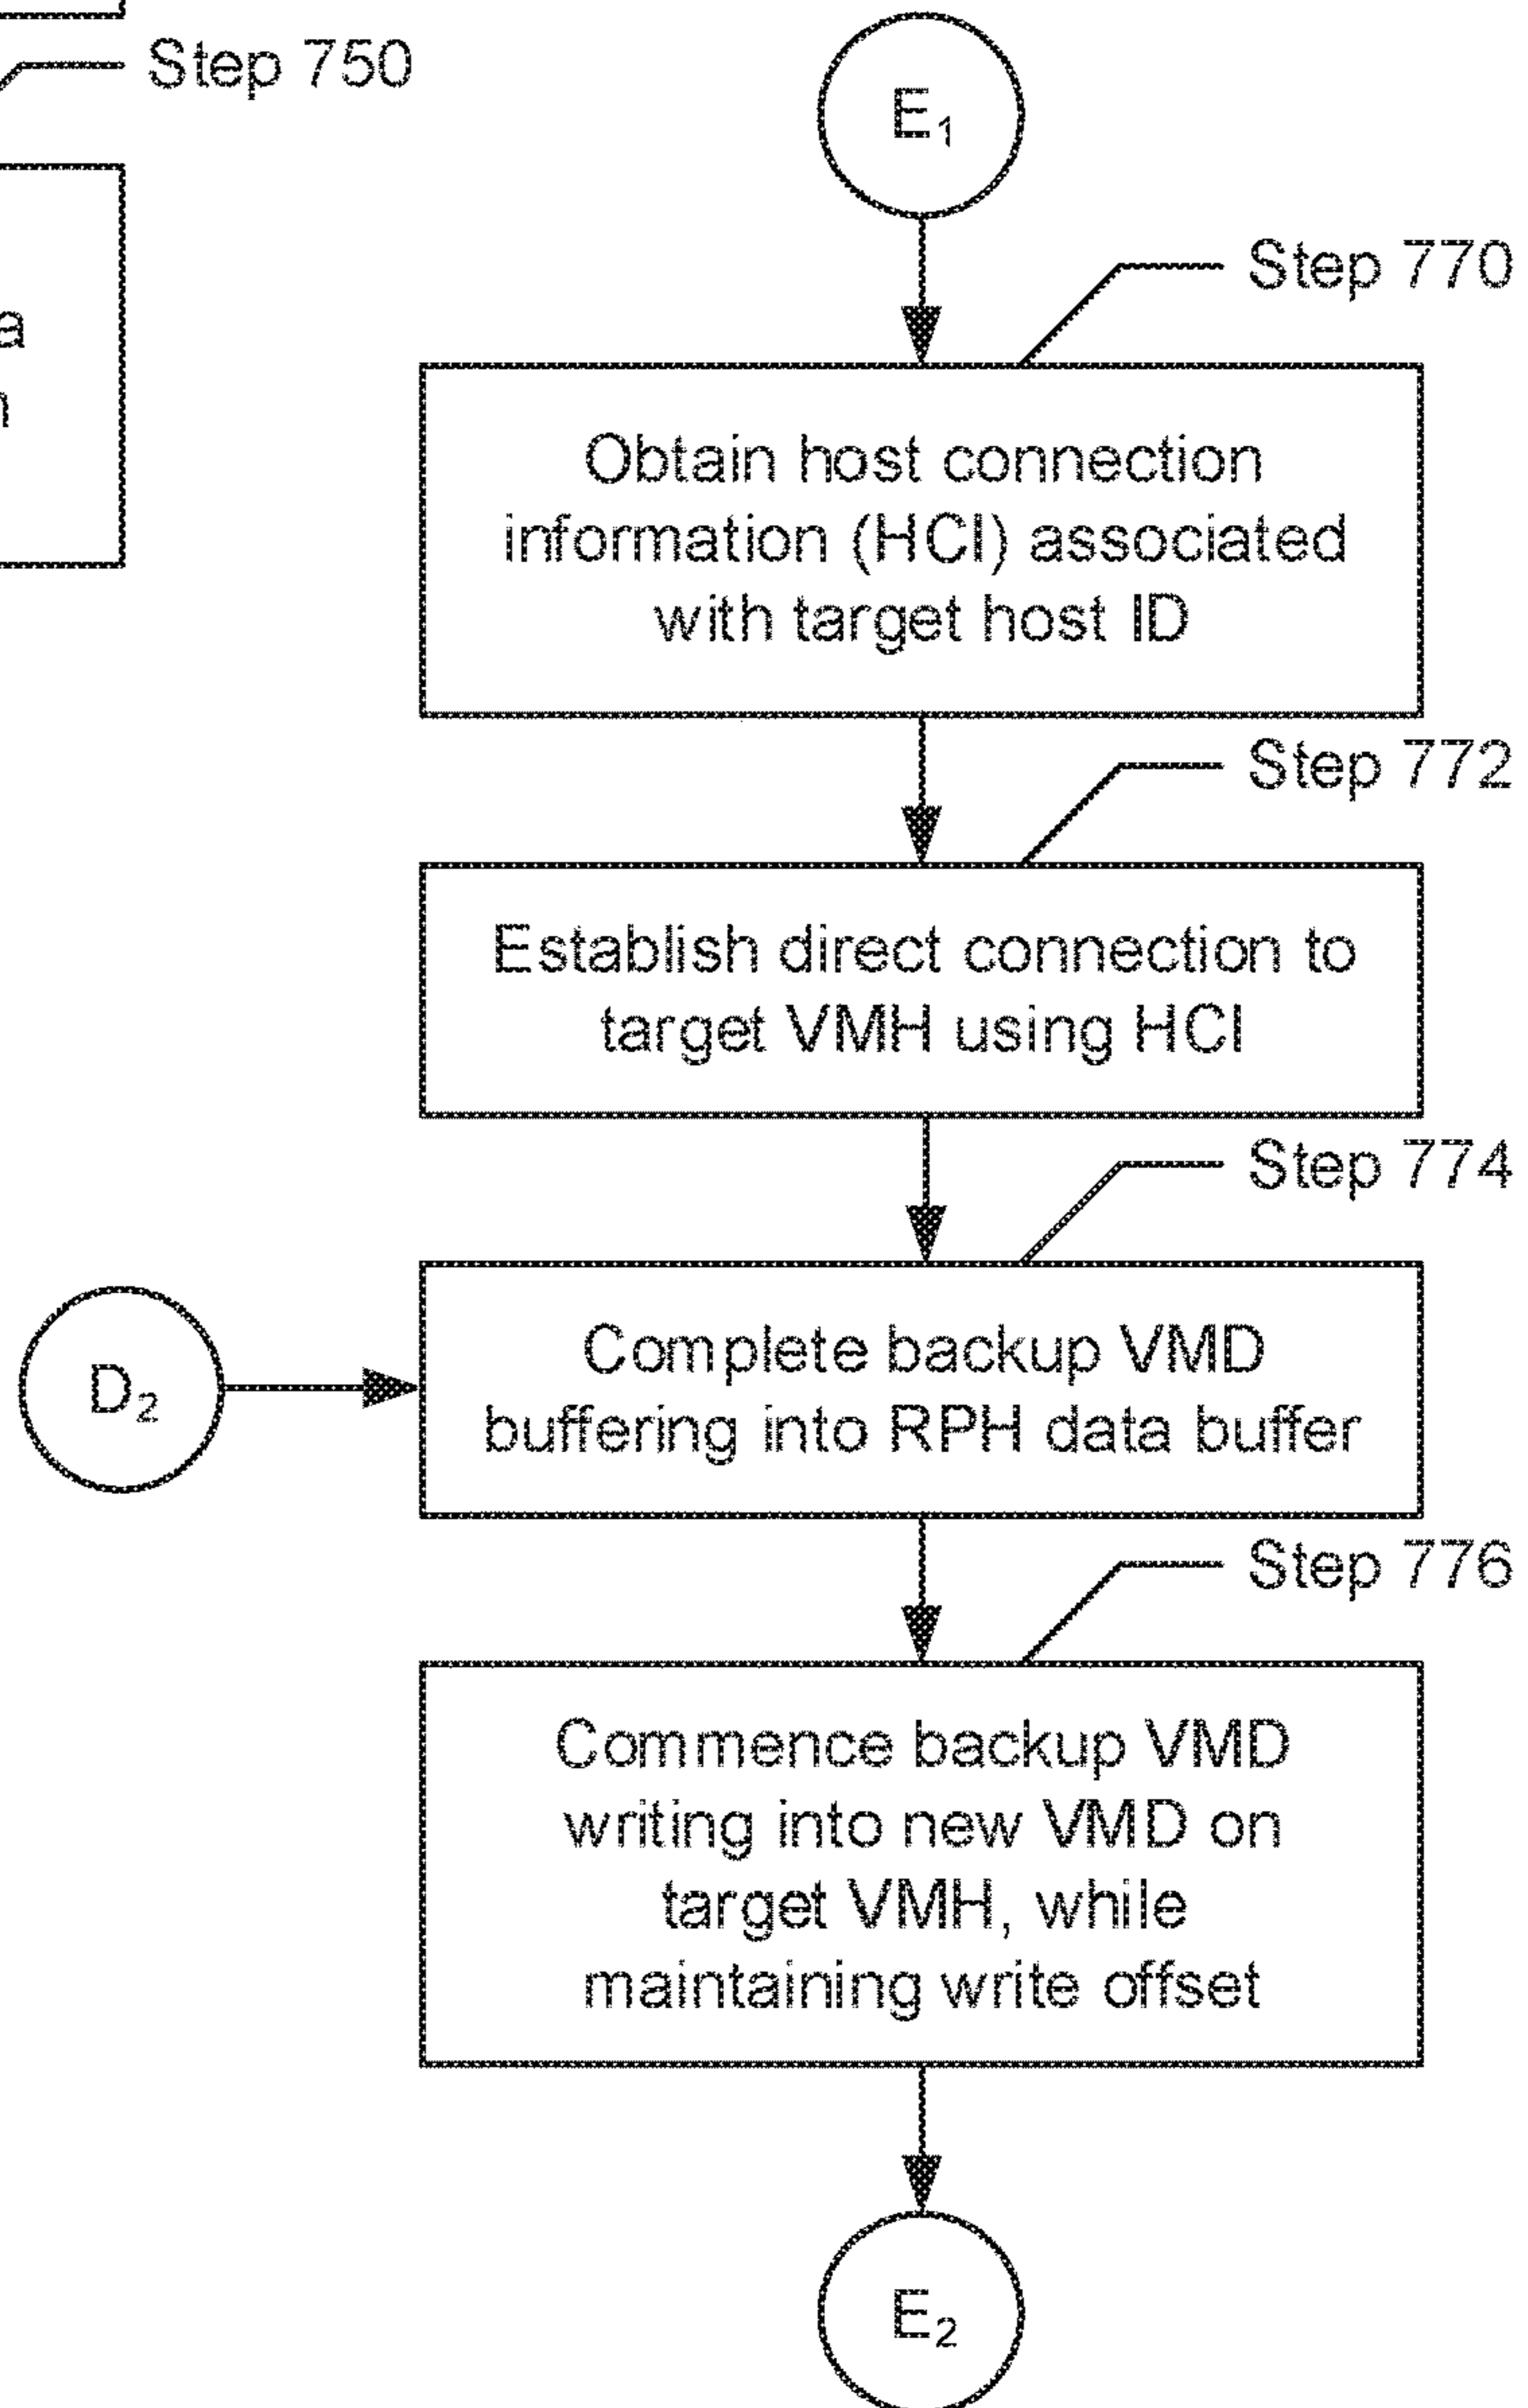 Step 750
E₁
Step 770
Obtain host connection
information (HCI) associated
with target host ID
Step 772
Establish direct connection to
target VMH using HCI
Step 774
D₂
Complete backup VMD
buffering into RPH data buffer
Step 776
Commence backup VMD
writing into new VMD on
target VMH, while
maintaining write offset
E₂